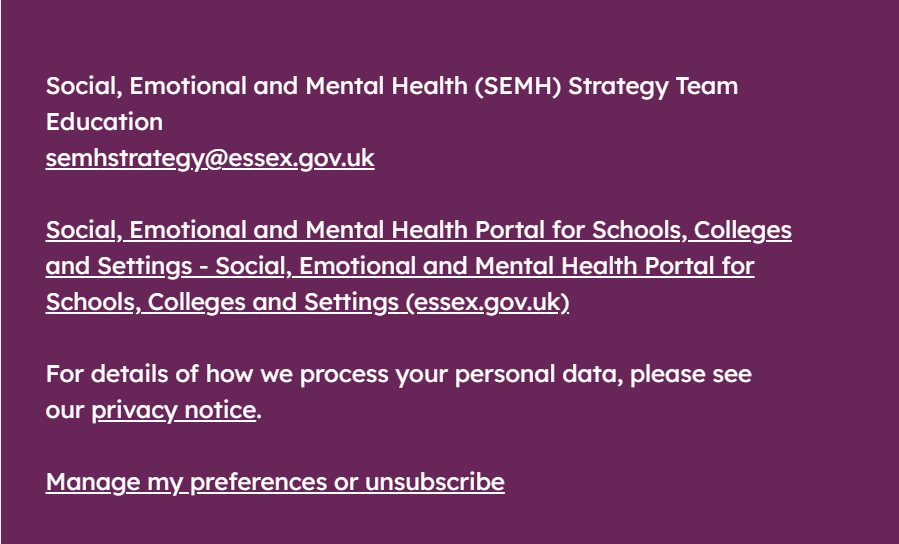 Social, Emotional and Mental Health (SEMH) Strategy Team
Education
semhstrategy@essex.gov.uk
Social, Emotional and Mental Health Portal for Schools, Colleges
and Settings - Social, Emotional and Mental Health Portal for
Schools, Colleges and Settings (essex.gov.uk)
For details of how we process your personal data, please see
our privacy notice.
Manage my preferences or unsubscribe